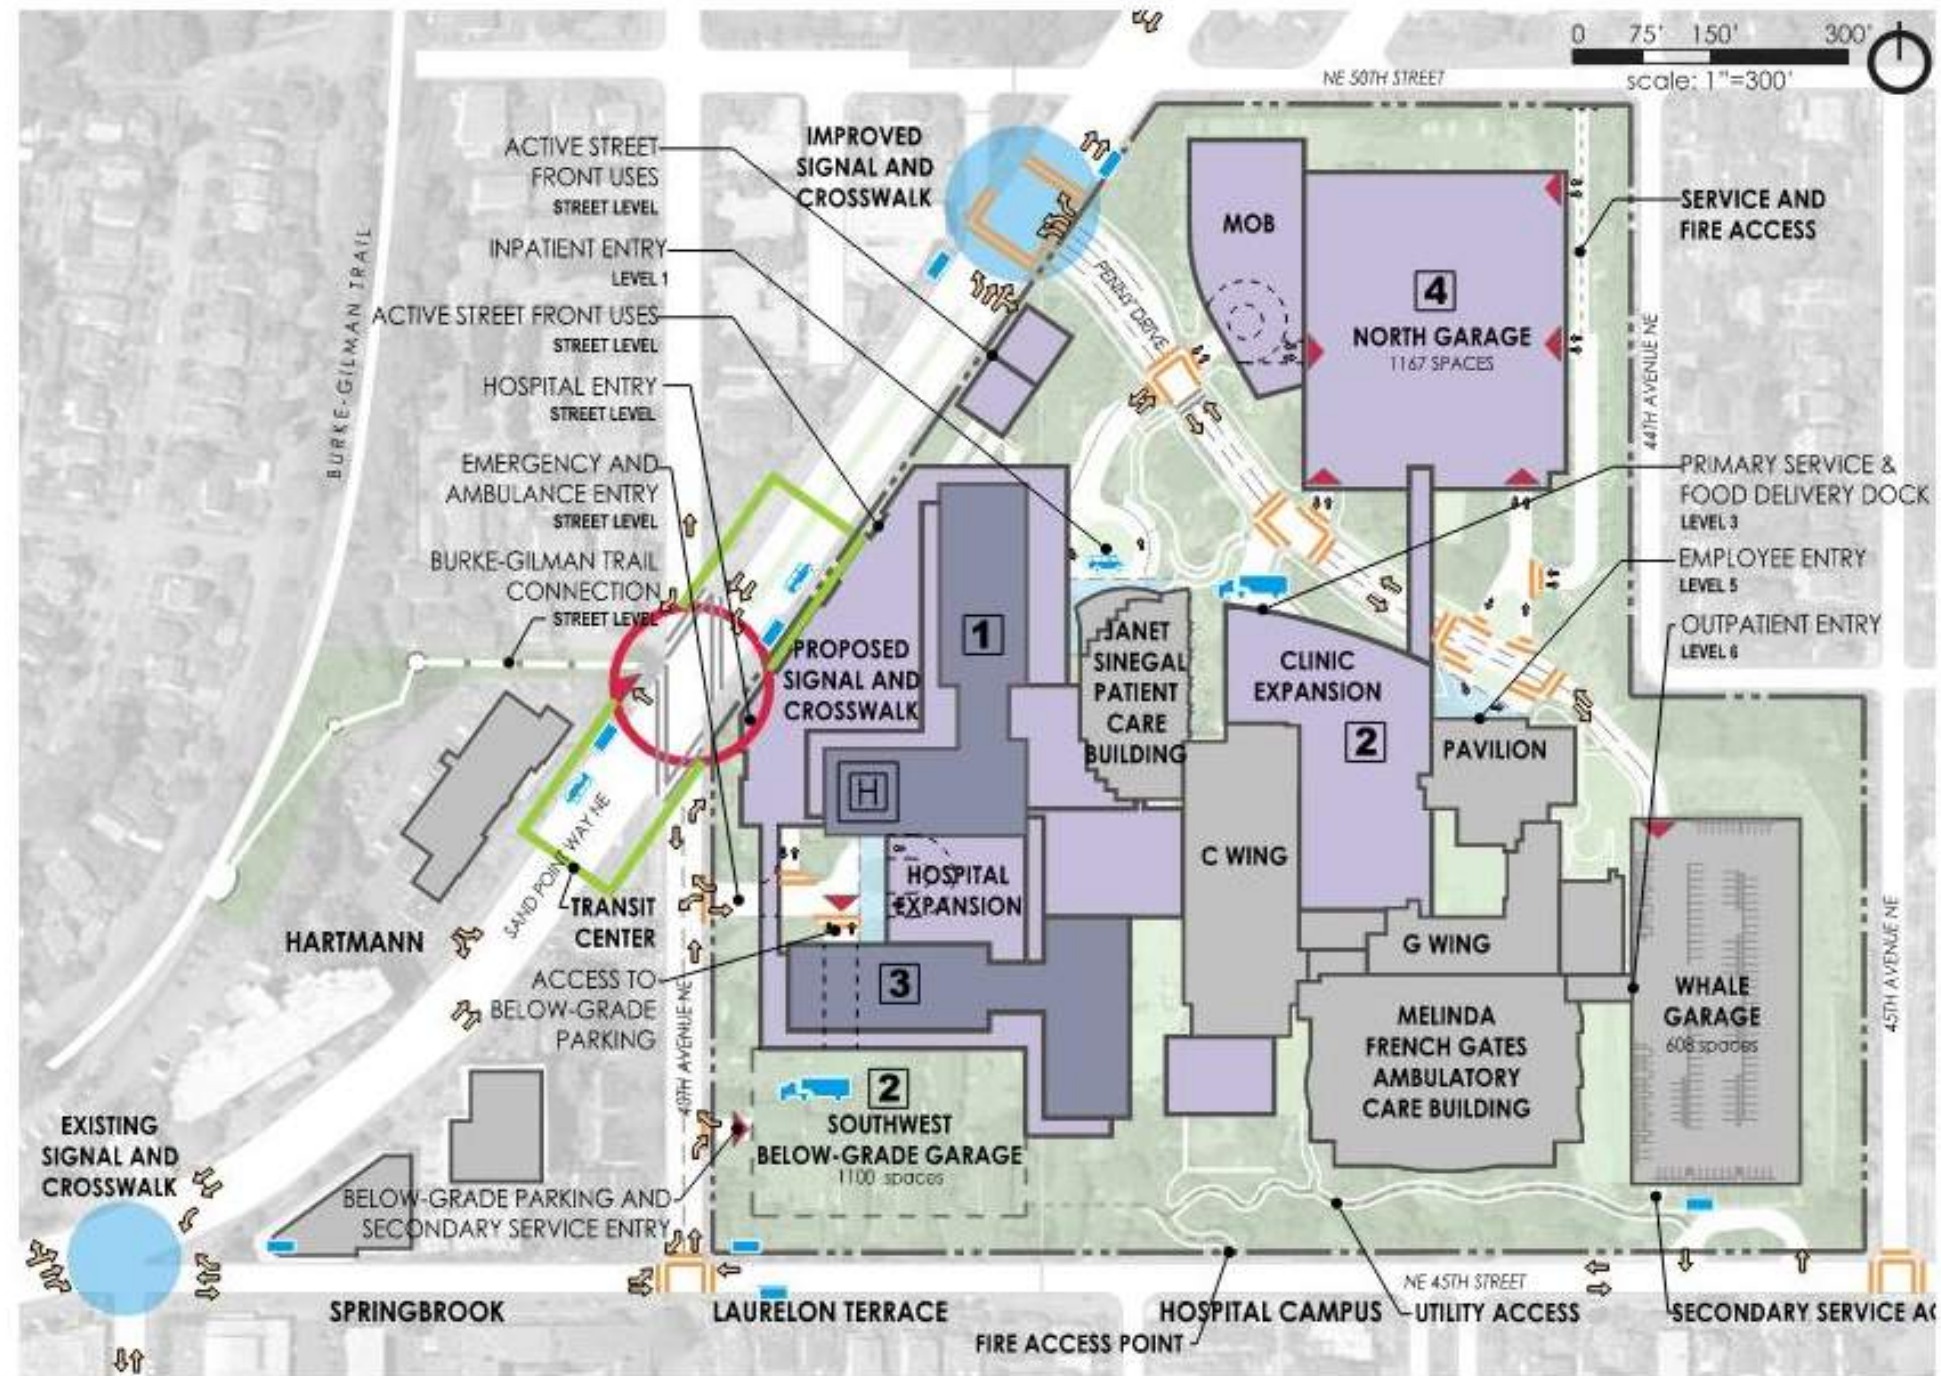 0 75' 150' 300'
scale: 1"=300'
NE 50TH STREET
ACTIVE STREET
FRONT USES
STREET LEVEL
IMPROVED
SIGNAL AND
CROSSWALK
INPATIENT ENTRY
LEVEL 1
ACTIVE STREET FRONT USES
STREET LEVEL
HOSPITAL ENTRY
STREET LEVEL
EMERGENCY AND
AMBULANCE ENTRY
STREET LEVEL
BURKE-GILMAN TRAIL
CONNECTION
STREET LEVEL
BURKE-GILMAN TRAIL
PENNY DRIVE
MOB
4
NORTH GARAGE
1167 SPACES
SERVICE AND
FIRE ACCESS
44TH AVENUE NE
PRIMARY SERVICE &
FOOD DELIVERY DOCK
LEVEL 3
EMPLOYEE ENTRY
LEVEL 5
OUTPATIENT ENTRY
LEVEL 6
PROPOSED
SIGNAL AND
CROSSWALK
1
H
JANET
SINEGAL
PATIENT
CARE
BUILDING
CLINIC
EXPANSION
2
PAVILION
C WING
HOSPITAL
EXPANSION
G WING
3
WHALE
GARAGE
608 spaces
45TH AVENUE NE
MELINDA
FRENCH GATES
AMBULATORY
CARE BUILDING
HARTMANN
SAND POINT WAY NE
TRANSIT
CENTER
ACCESS TO
BELOW-GRADE
PARKING
40TH AVENUE NE
2
SOUTHWEST
BELOW-GRADE GARAGE
1100 spaces
EXISTING
SIGNAL AND
CROSSWALK
BELOW-GRADE PARKING AND
SECONDARY SERVICE ENTRY
NE 45TH STREET
SPRINGBROOK
LAURELON TERRACE
HOSPITAL CAMPUS
UTILITY ACCESS
SECONDARY SERVICE AC
FIRE ACCESS POINT